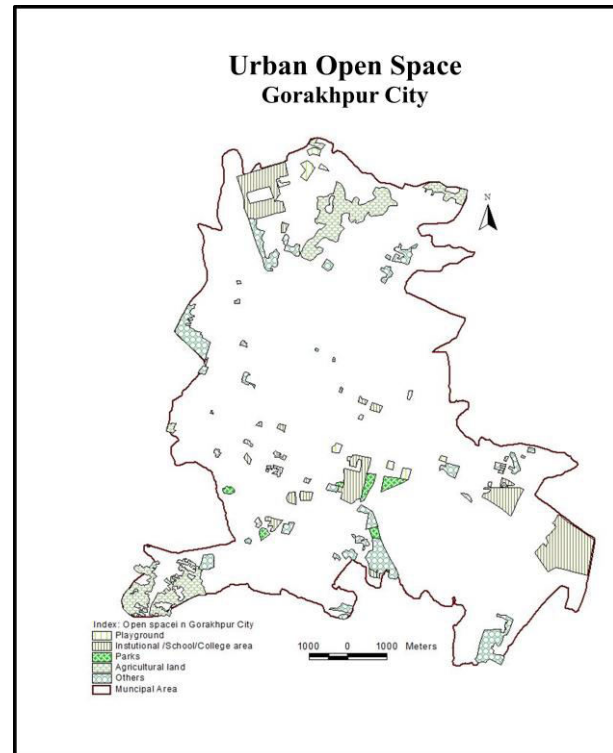 Urban Open Space
Gorakhpur City
N
Index: Open spacei n Gorakhpur City
Playground
Instutional /School/College area
Parks
Agricultural land
Others
Muncipal Area
1000 0 1000 Meters